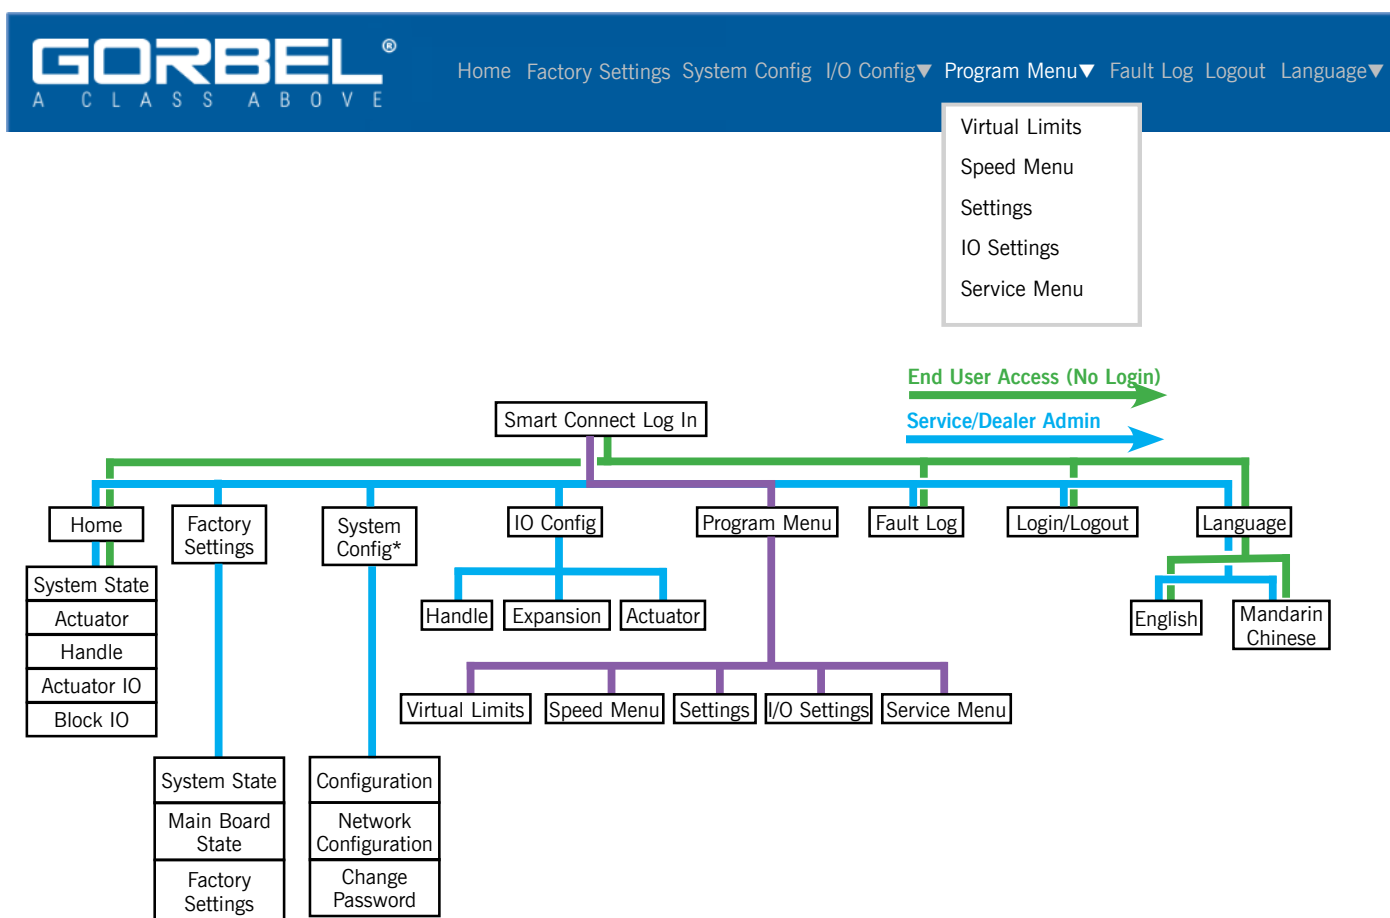 GORBEL®
A CLASS ABOVE
Home Factory Settings System Config I/O Config▼ Program Menu▼ Fault Log Logout Language▼
Virtual Limits
Speed Menu
Settings
IO Settings
Service Menu
End User Access (No Login)
Service/Dealer Admin
Smart Connect Log In
Home
Factory
Settings
System
Config*
IO Config
Program Menu
Fault Log
Login/Logout
Language
System State
Actuator
Handle
Actuator IO
Block IO
Handle
Expansion
Actuator
English
Mandarin
Chinese
Virtual Limits
Speed Menu
Settings
I/O Settings
Service Menu
System State
Main Board
State
Factory
Settings
Configuration
Network
Configuration
Change
Password